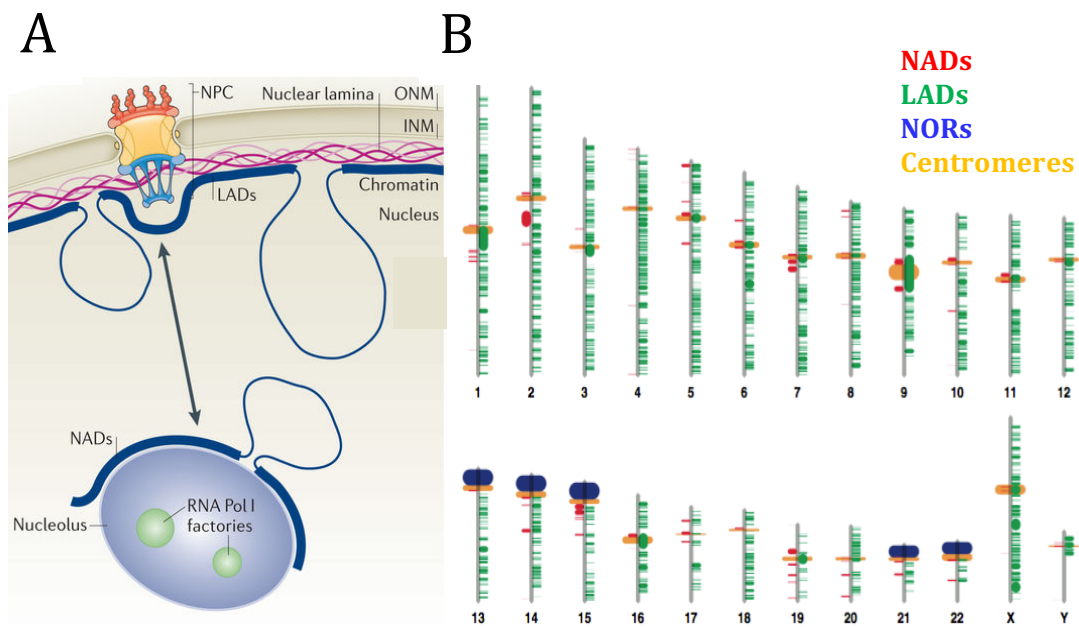 A
NPC
Nuclear lamina
ONM
INM
LADs
Chromatin
Nucleus
NADs
Nucleolus
RNA Pol I
factories
B
NADs
LADs
NORs
Centromeres
1 2 3 4 5 6 7 8 9 10 11 12
13 14 15 16 17 18 19 20 21 22 X Y